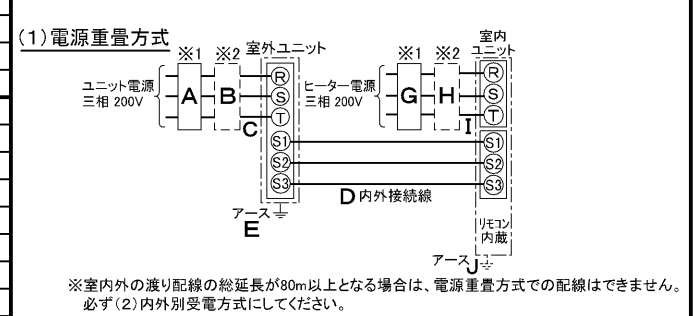 (1)電源重畳方式
※1 ※2 室外ユニット
ユニット電源
三相 200V
A B
R
S
T
C
S1
S2
S3
アース
E
※1 ※2 室内
ユニット
ヒーター電源
三相 200V
G H
R
S
T
I
S1
S2
S3
D 内外接続線
リモコン
内蔵
アース J
※室内外の渡り配線の総延長が80m以上となる場合は、電源重畳方式での配線はできません。
必ず(2)内外別受電方式にしてください。